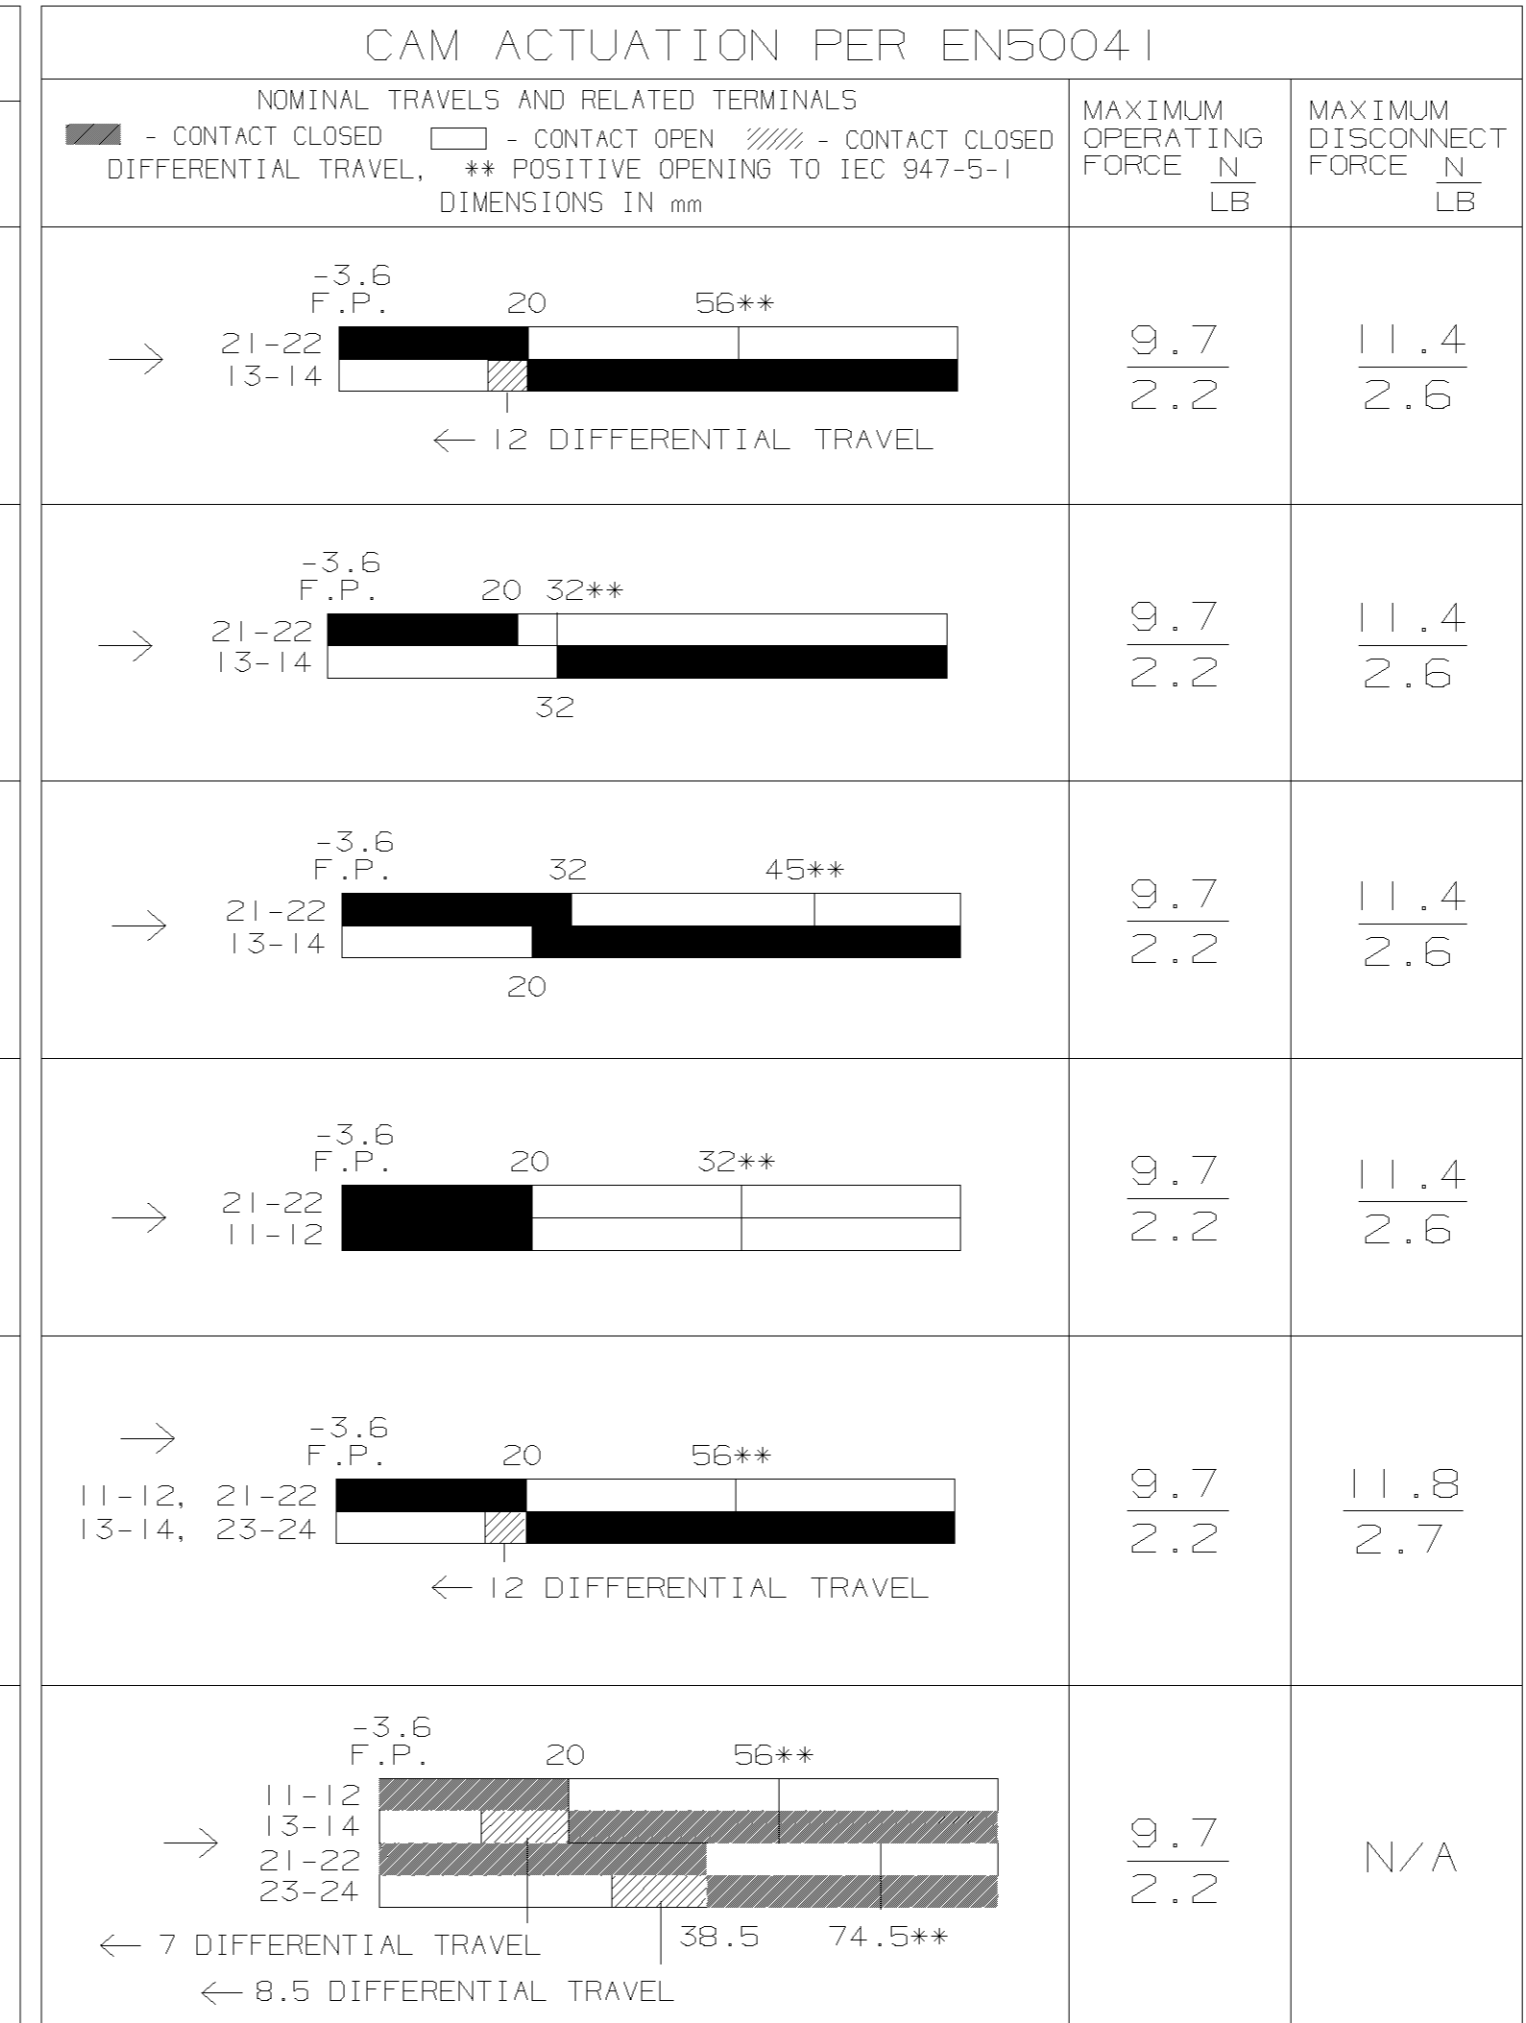 CAM ACTUATION PER EN50041
NOMINAL TRAVELS AND RELATED TERMINALS
- CONTACT CLOSED - CONTACT OPEN - CONTACT CLOSED
DIFFERENTIAL TRAVEL, ** POSITIVE OPENING TO IEC 947-5-1
DIMENSIONS IN mm
MAXIMUM
OPERATING
FORCE N
LB
MAXIMUM
DISCONNECT
FORCE N
LB
-3.6
F.P. 20 56**
21-22
13-14
← 12 DIFFERENTIAL TRAVEL
9.7
2.2
11.4
2.6
-3.6
F.P. 20 32**
21-22
13-14
32
9.7
2.2
11.4
2.6
-3.6
F.P. 32 45**
21-22
13-14
20
9.7
2.2
11.4
2.6
-3.6
F.P. 20 32**
21-22
11-12
9.7
2.2
11.4
2.6
-3.6
F.P. 20 56**
11-12, 21-22
13-14, 23-24
← 12 DIFFERENTIAL TRAVEL
9.7
2.2
11.8
2.7
-3.6
F.P. 20 56**
11-12
13-14
21-22
23-24
38.5 74.5**
← 7 DIFFERENTIAL TRAVEL
← 8.5 DIFFERENTIAL TRAVEL
9.7
2.2
N/A